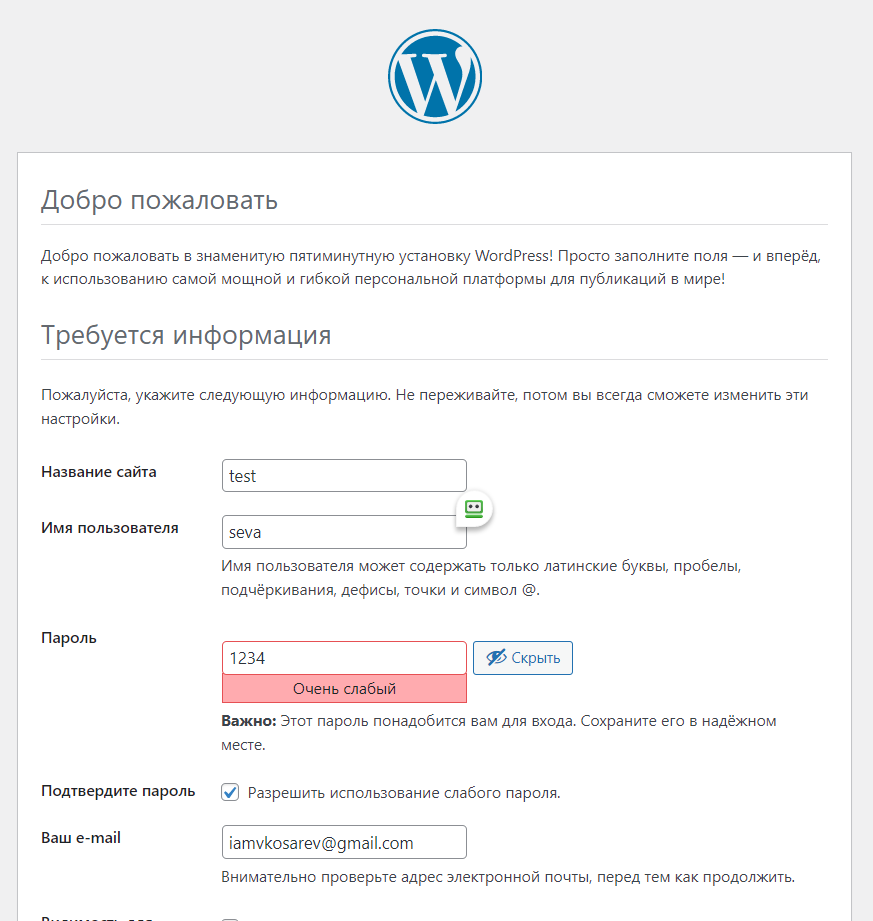 Добро пожаловать
Добро пожаловать в знаменитую пятиминутную установку WordPress! Просто заполните поля — и вперёд,
к использованию самой мощной и гибкой персональной платформы для публикаций в мире!
Требуется информация
Пожалуйста, укажите следующую информацию. Не переживайте, потом вы всегда сможете изменить эти
настройки.
Название сайта
test
Имя пользователя
seva
Имя пользователя может содержать только латинские буквы, пробелы,
подчёркивания, дефисы, точки и символ @.
Пароль
1234
Скрыть
Очень слабый
Важно: Этот пароль понадобится вам для входа. Сохраните его в надёжном
месте.
Подтвердите пароль
Разрешить использование слабого пароля.
Ваш e-mail
iamvkosarev@gmail.com
Внимательно проверьте адрес электронной почты, перед тем как продолжить.